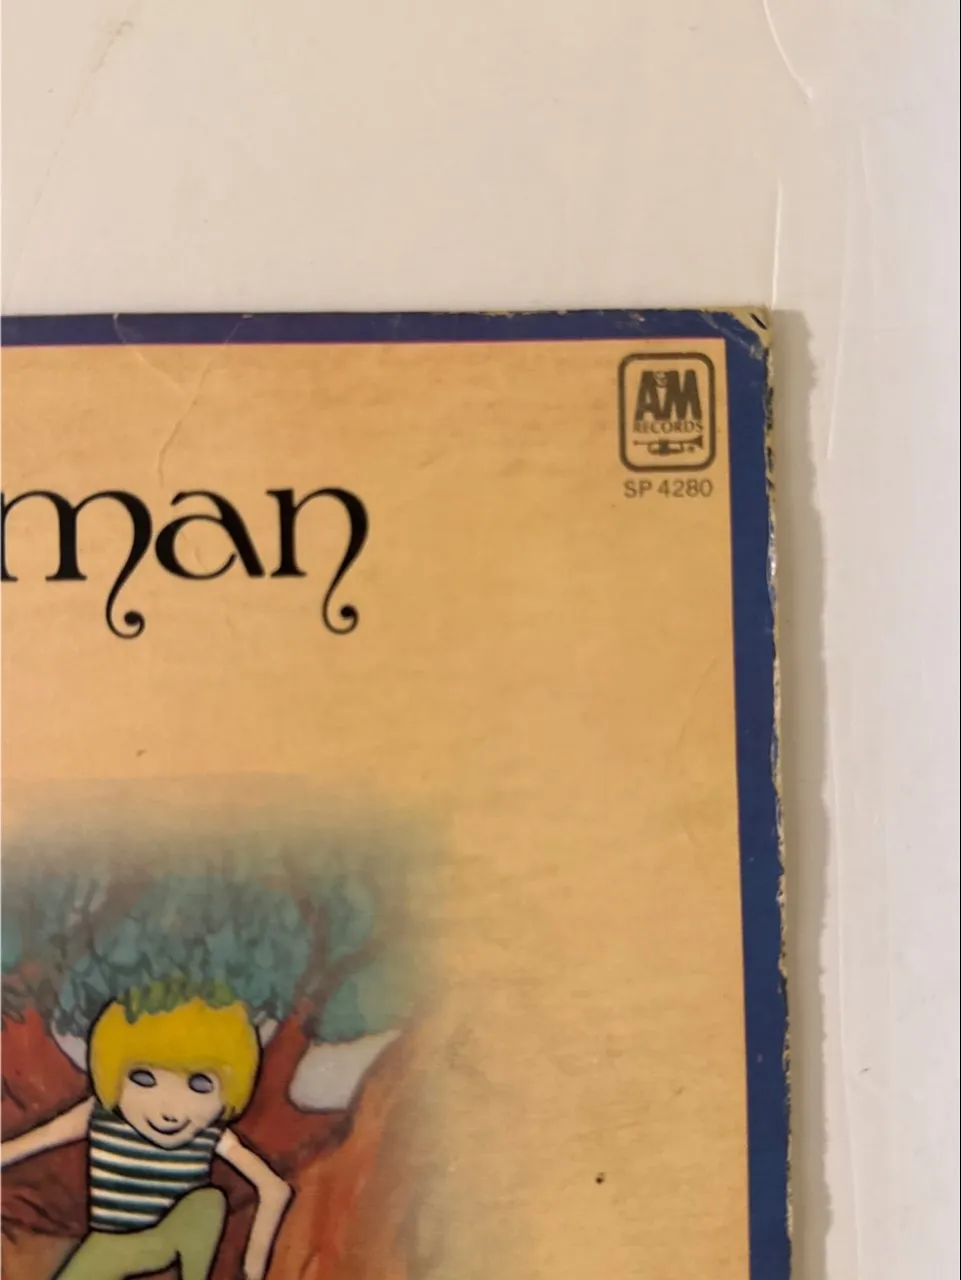 A&M
RECORDS
SP 4280
man